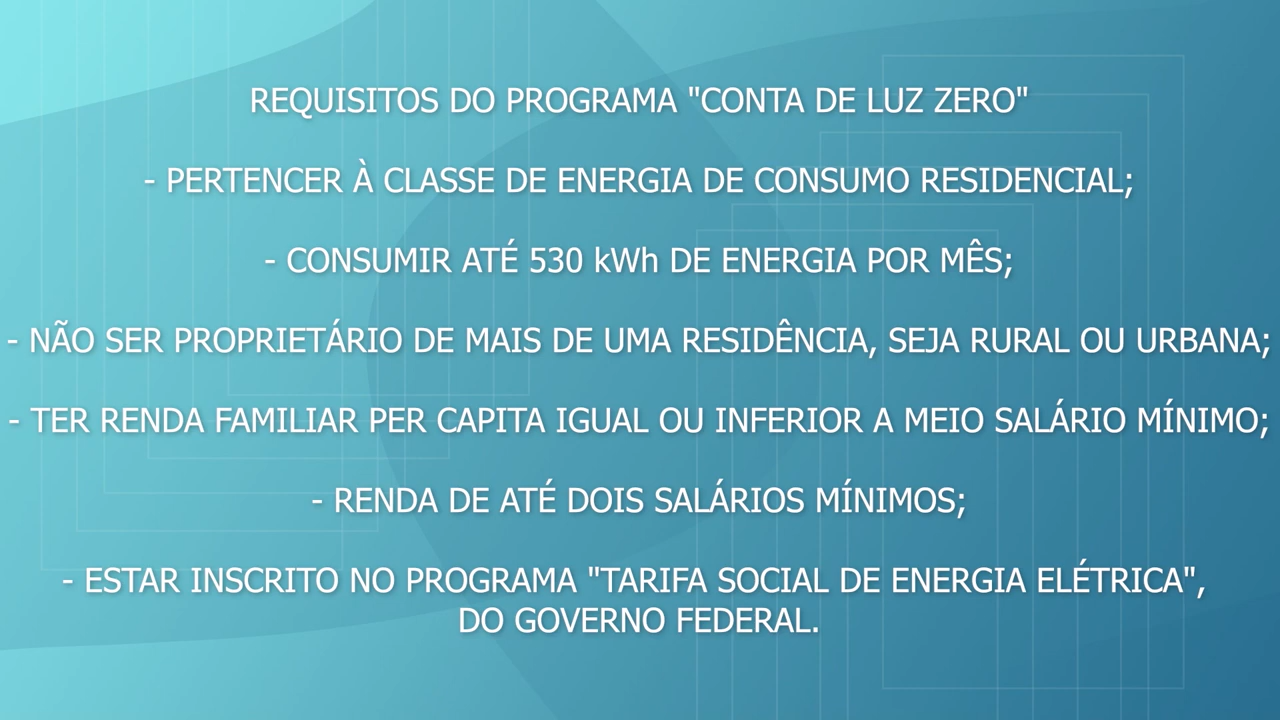 REQUISITOS DO PROGRAMA "CONTA DE LUZ ZERO"
- PERTENCER À CLASSE DE ENERGIA DE CONSUMO RESIDENCIAL;
- CONSUMIR ATÉ 530 kWh DE ENERGIA POR MÊS;
- NÃO SER PROPRIETÁRIO DE MAIS DE UMA RESIDÊNCIA, SEJA RURAL OU URBANA;
- TER RENDA FAMILIAR PER CAPITA IGUAL OU INFERIOR A MEIO SALÁRIO MÍNIMO;
- RENDA DE ATÉ DOIS SALÁRIOS MÍNIMOS;
- ESTAR INSCRITO NO PROGRAMA "TARIFA SOCIAL DE ENERGIA ELÉTRICA",
DO GOVERNO FEDERAL.